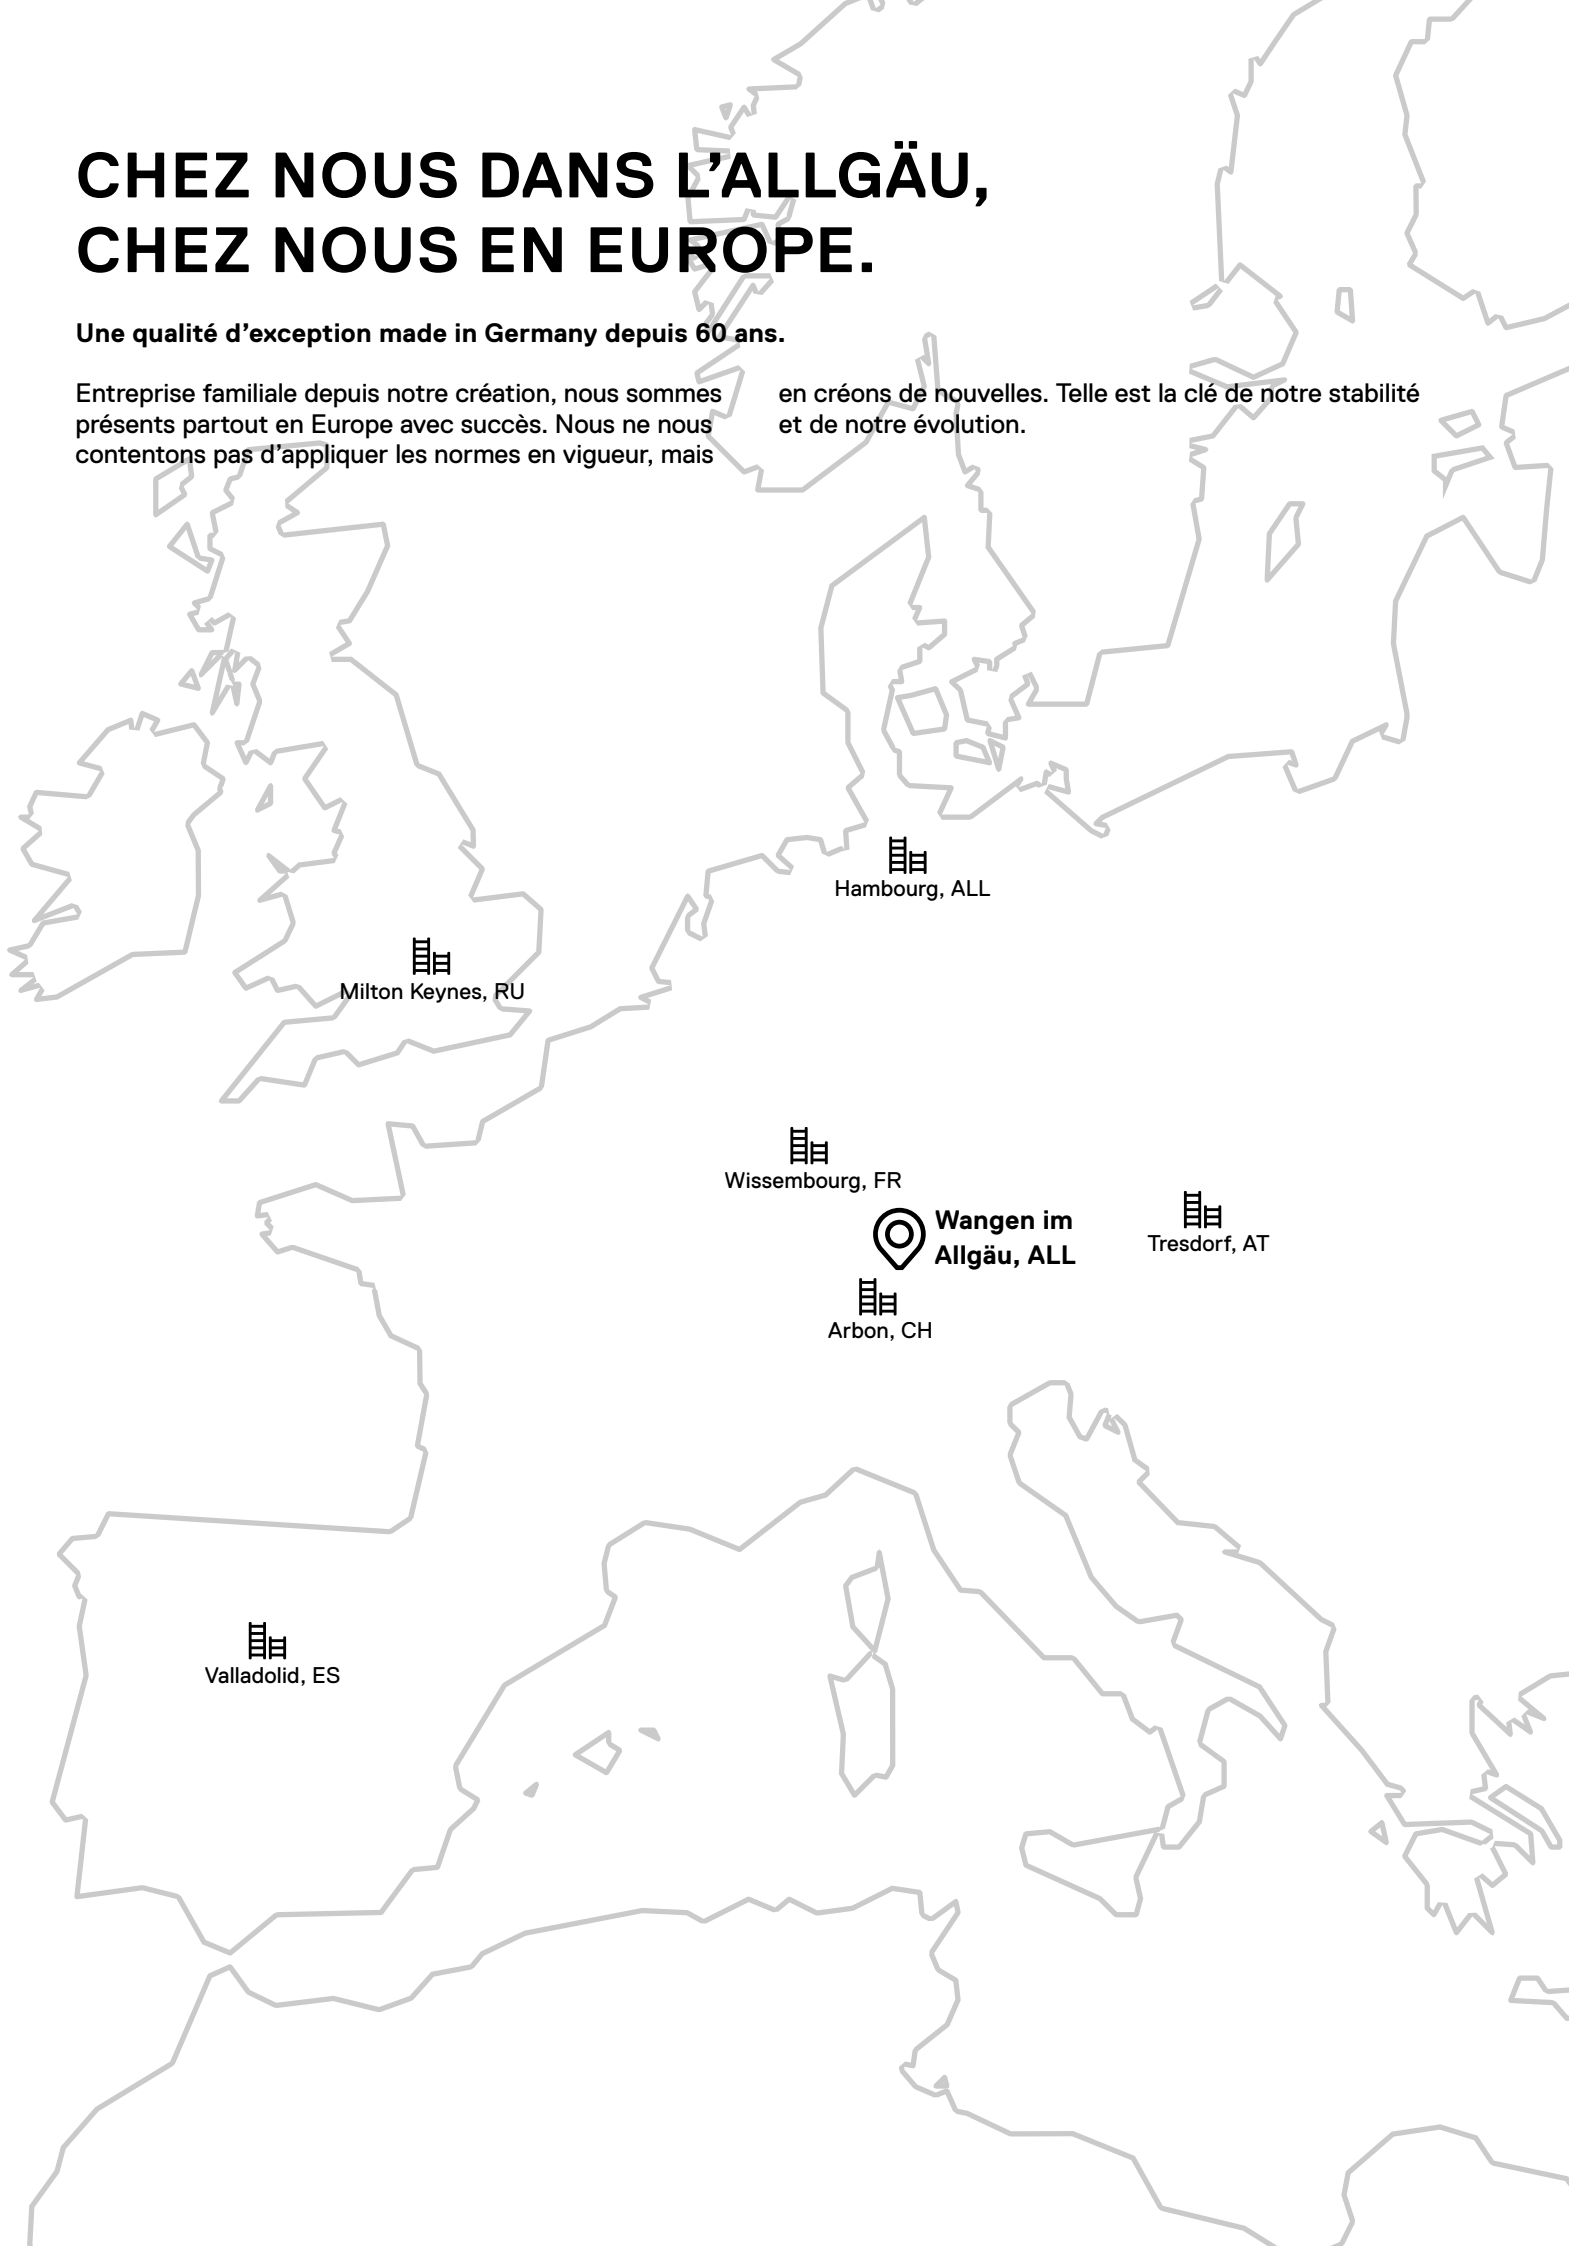 CHEZ NOUS DANS L’ALLGÄU,
CHEZ NOUS EN EUROPE.
Une qualité d’exception made in Germany depuis 60 ans.
Entreprise familiale depuis notre création, nous sommes
présents partout en Europe avec succès. Nous ne nous
contentons pas d’appliquer les normes en vigueur, mais
en créons de nouvelles. Telle est la clé de notre stabilité
et de notre évolution.
Hambourg, ALL
Milton Keynes, RU
Wissembourg, FR
Wangen im
Allgäu, ALL
Tresdorf, AT
Arbon, CH
Valladolid, ES